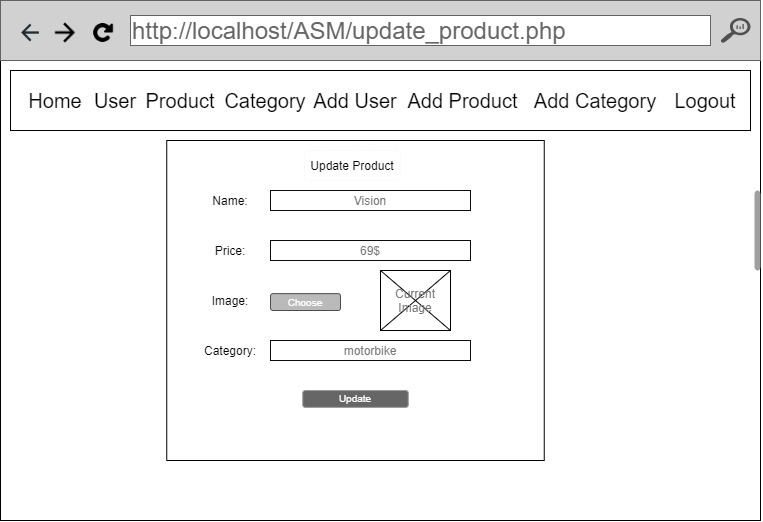 http://localhost/ASM/update_product.php
Home User Product Category Add User Add Product Add Category Logout
Update Product
Name: Vision
Price: 69$
Image: Choose
Current
Image
Category: motorbike
Update